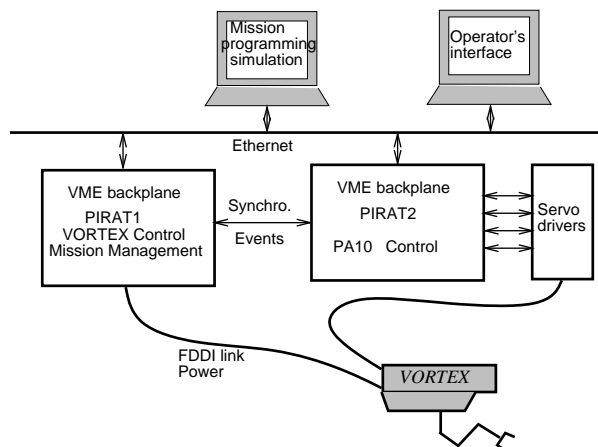 Mission
programming
simulation
Operator's
interface
Ethernet
VME backplane
PIRAT1
VORTEX Control
Mission Management
Synchro.
Events
VME backplane
PIRAT2
PA10 Control
Servo
drivers
FDDI link
Power
VORTEX